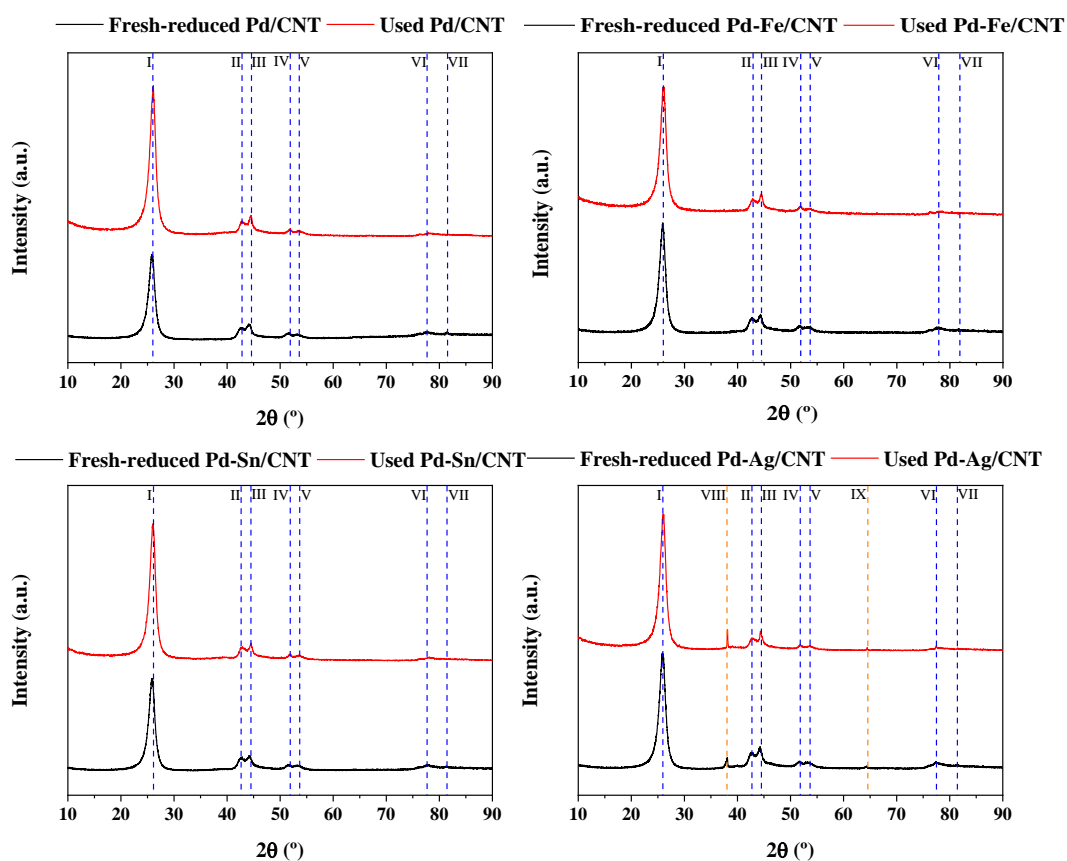 Fresh-reduced Pd/CNT Used Pd/CNT
I II III IV V VI VII
Intensity (a.u.)
10 20 30 40 50 60 70 80 90
2θ (º)
Fresh-reduced Pd-Fe/CNT Used Pd-Fe/CNT
I II III IV V VI VII
Intensity (a.u.)
10 20 30 40 50 60 70 80 90
2θ (º)
Fresh-reduced Pd-Sn/CNT Used Pd-Sn/CNT
I II III IV V VI VII
Intensity (a.u.)
10 20 30 40 50 60 70 80 90
2θ (º)
Fresh-reduced Pd-Ag/CNT Used Pd-Ag/CNT
I VIII II III IV V IX VI VII
Intensity (a.u.)
10 20 30 40 50 60 70 80 90
2θ (º)